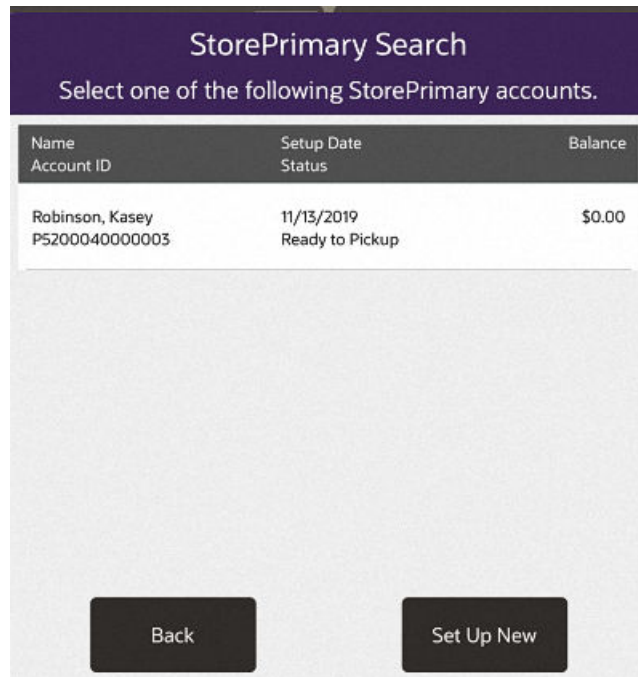 StorePrimary Search
Select one of the following StorePrimary accounts.
Name Setup Date Balance
Account ID Status
Robinson, Kasey 11/13/2019 $0.00
P5200040000003 Ready to Pickup
Back Set Up New